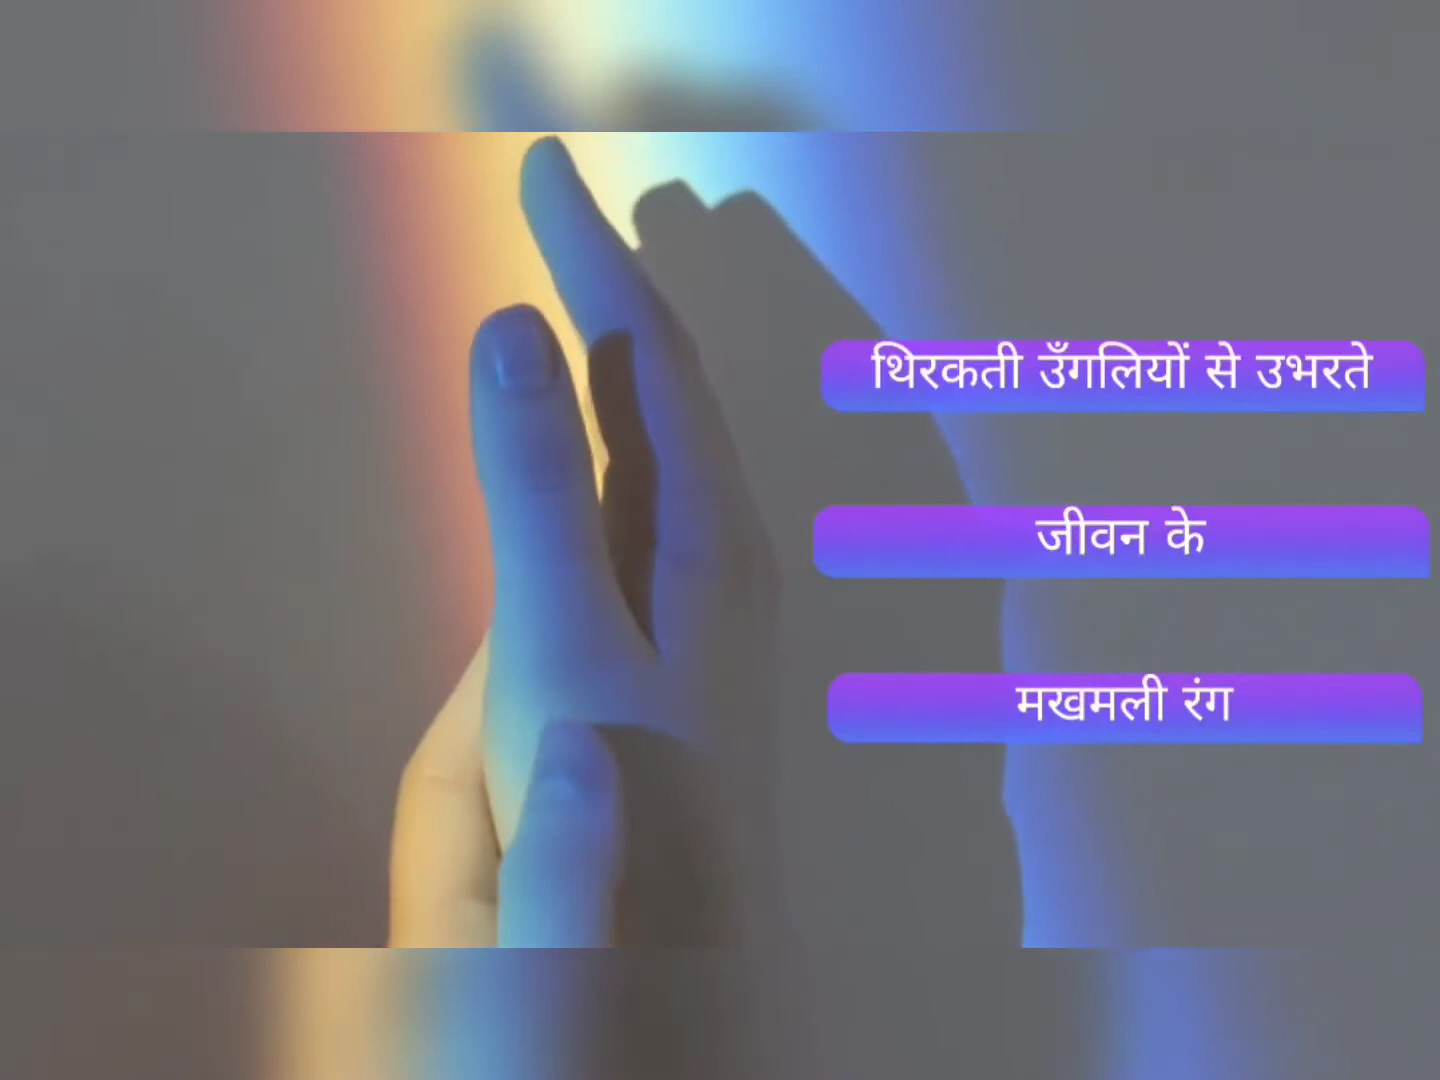 थिरकती उँगलियों से उभरते
जीवन के
मखमली रंग